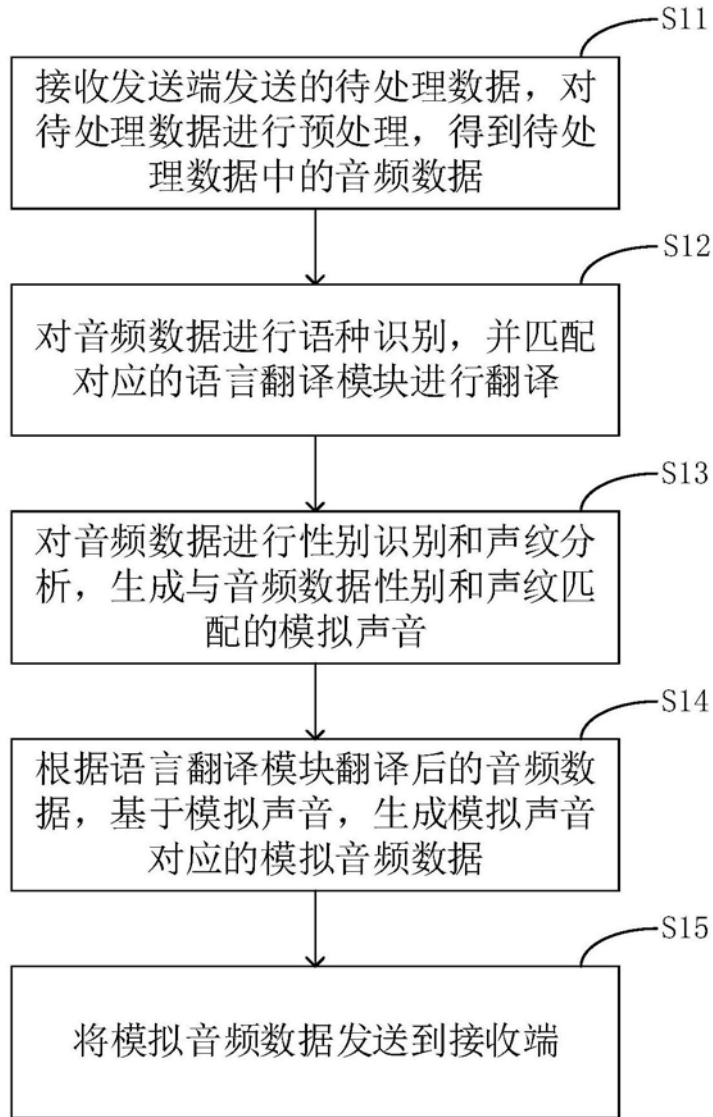 S11
接收发送端发送的待处理数据，对
待处理数据进行预处理，得到待处
理数据中的音频数据
S12
对音频数据进行语种识别，并匹配
对应的语言翻译模块进行翻译
S13
对音频数据进行性别识别和声纹分
析，生成与音频数据性别和声纹匹
配的模拟声音
S14
根据语言翻译模块翻译后的音频数
据，基于模拟声音，生成模拟声音
对应的模拟音频数据
S15
将模拟音频数据发送到接收端